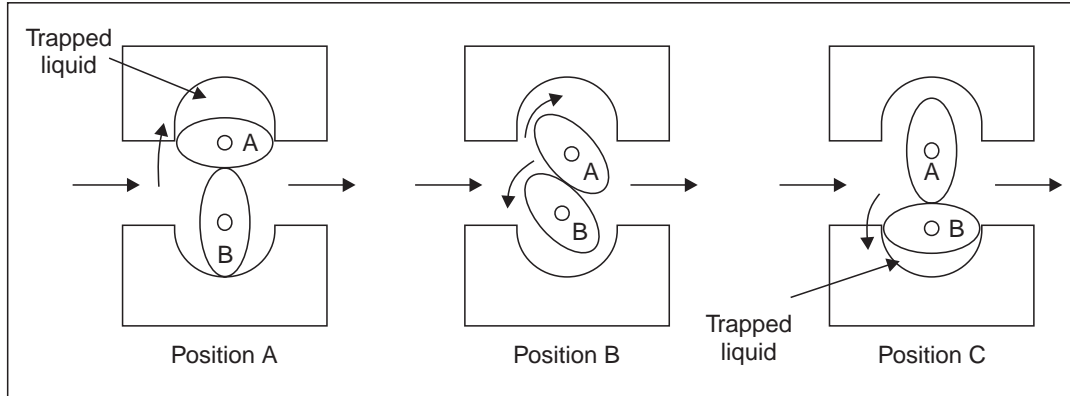 Trapped
liquid
A
B
Position A
A
B
Position B
A
B
Trapped
liquid
Position C